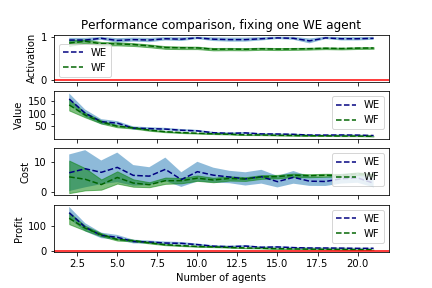 Performance comparison, fixing one WE agent
Activation
1
0
WE
WF
Value
150
100
50
WE
WF
Cost
10
0
WE
WF
Profit
100
0
WE
WF
2.5 5.0 7.5 10.0 12.5 15.0 17.5 20.0
Number of agents